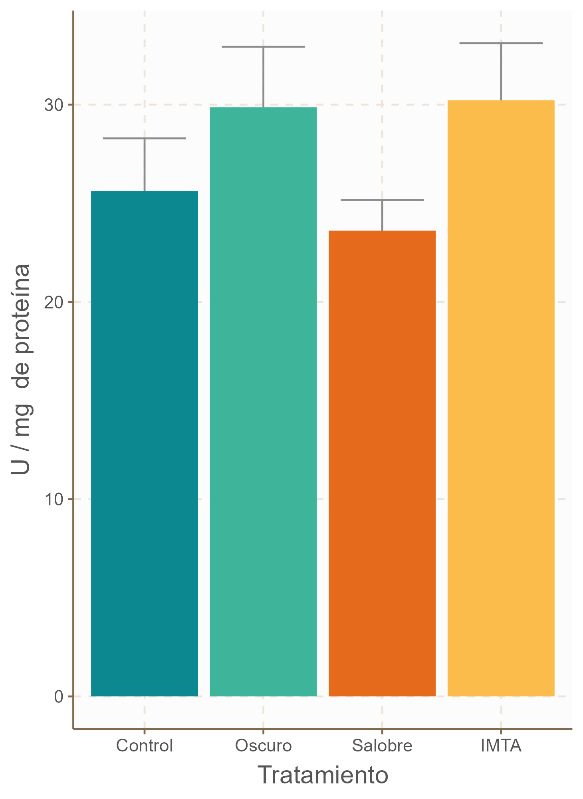 U / mg de proteína
30
20
10
0
Control Oscuro Salobre IMTA
Tratamiento